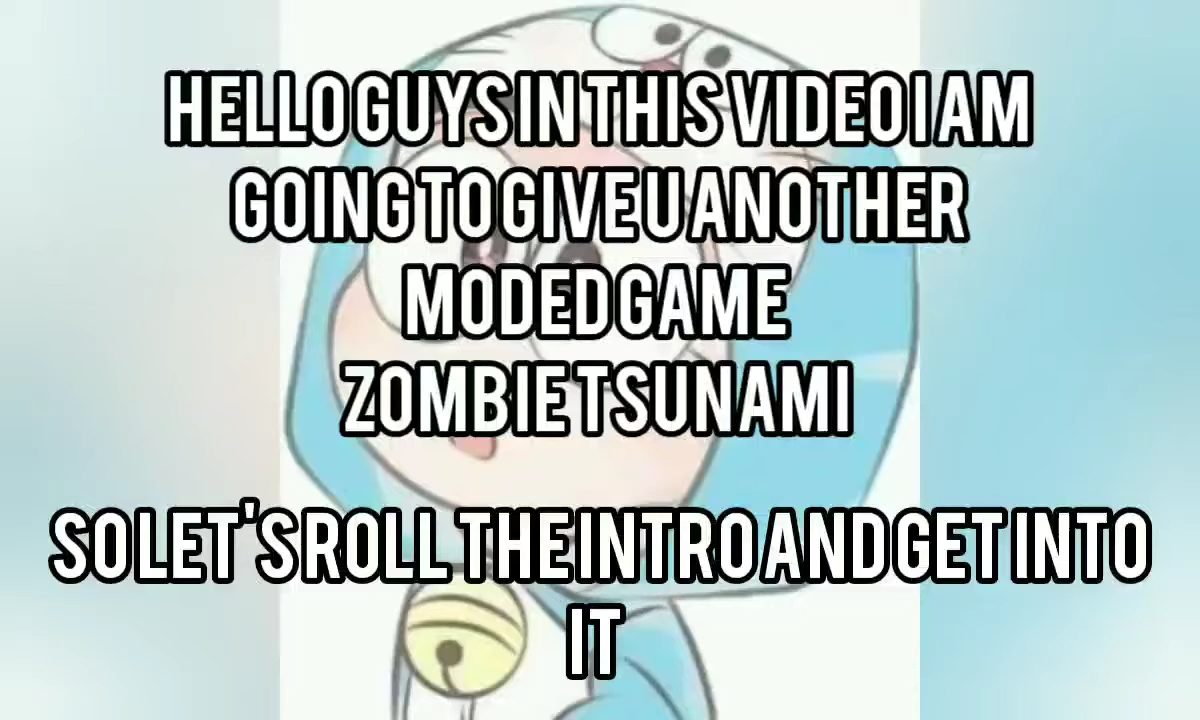 HELLO GUYS IN THIS VIDEO I AM
GOING TO GIVE U ANOTHER
MODED GAME
ZOMBIE TSUNAMI
SO LET'S ROLL THE INTRO AND GET INTO
IT